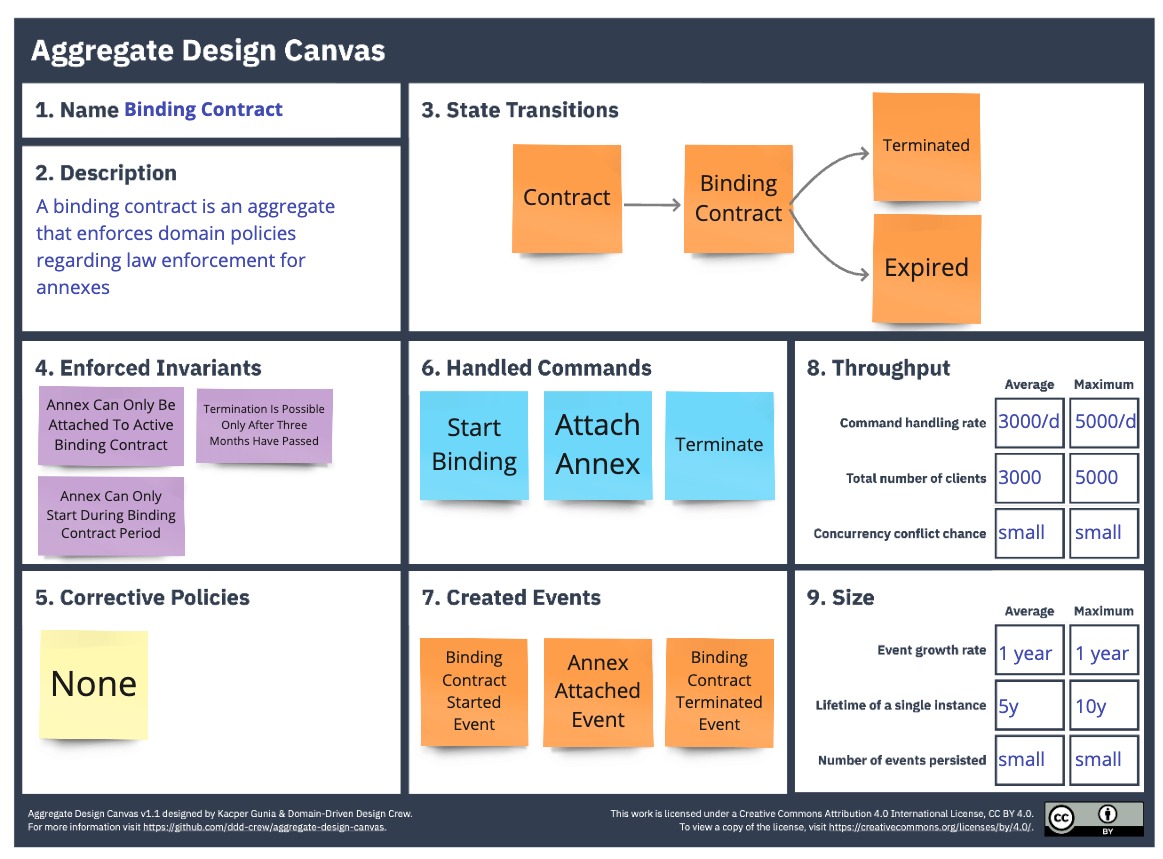 Aggregate Design Canvas
1. Name Binding Contract
2. Description
A binding contract is an aggregate
that enforces domain policies
regarding law enforcement for
annexes
3. State Transitions
Contract
Binding
Contract
Terminated
Expired
4. Enforced Invariants
Annex Can Only Be
Attached To Active
Binding Contract
Termination Is Possible
Only After Three
Months Have Passed
Annex Can Only
Start During Binding
Contract Period
5. Corrective Policies
None
6. Handled Commands
Start
Binding
Attach
Annex
Terminate
7. Created Events
Binding
Contract
Started
Event
Annex
Attached
Event
Binding
Contract
Terminated
Event
8. Throughput
Average Maximum
Command handling rate 3000/d 5000/d
Total number of clients 3000 5000
Concurrency conflict chance small small
9. Size
Average Maximum
Event growth rate 1 year 1 year
Lifetime of a single instance 5y 10y
Number of events persisted small small
Aggregate Design Canvas v1.1 designed by Kacper Gunia & Domain-Driven Design Crew.
For more information visit https://github.com/ddd-crew/aggregate-design-canvas.
This work is licensed under a Creative Commons Attribution 4.0 International License, CC BY 4.0.
To view a copy of the license, visit https://creativecommons.org/licenses/by/4.0/.
cc
BY